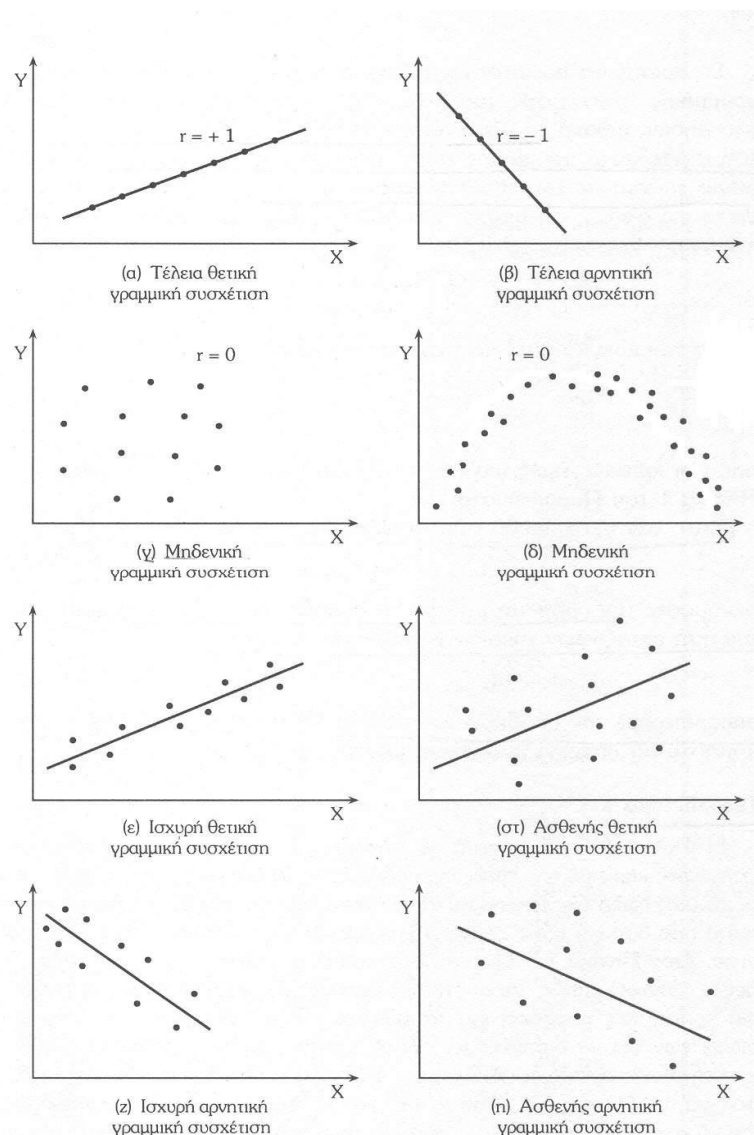 Y
r = + 1
X
(α) Τέλεια θετική
γραμμική συσχέτιση
Y
r = – 1
X
(β) Τέλεια αρνητική
γραμμική συσχέτιση
Y
r = 0
X
(γ) Μηδενική
γραμμική συσχέτιση
Y
r = 0
X
(δ) Μηδενική
γραμμική συσχέτιση
Y
X
(ε) Ισχυρή θετική
γραμμική συσχέτιση
Y
X
(στ) Ασθενής θετική
γραμμική συσχέτιση
Y
X
(ζ) Ισχυρή αρνητική
γραμμική συσχέτιση
Y
X
(η) Ασθενής αρνητική
γραμμική συσχέτιση